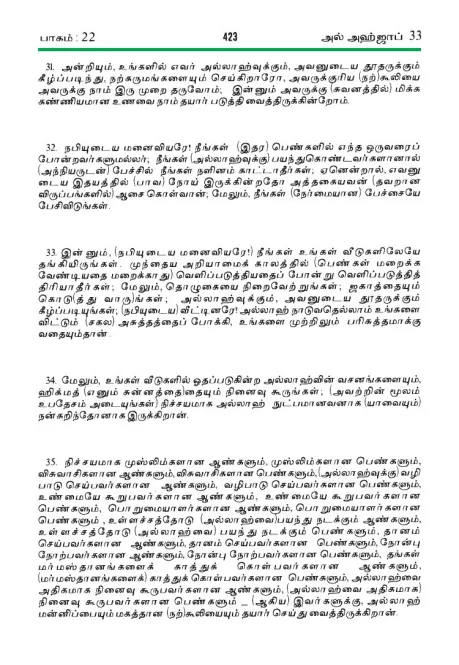 பாகம் : 22 423 அல் அஹ்ஜாப் 33
31. அன்றியும், உங்களில் எவர் அல்லாஹ்வுக்கும், அவனுடைய தூதருக்கும்
கீழ்ப்படிந்து, நற்கருமங்களையும் செய்கிறாரோ, அவருக்குரிய (நற்)கூலியை
அவருக்கு நாம் இரு முறை தருவோம்; இன்னும் அவருக்கு (சுவனத்தில்) மிக்க
கண்ணியமான உணவை நாம் தயார் படுத்தி வைத்திருக்கின்றோம்.
32. நபியுடைய மனைவியரே! நீங்கள் (இதர) பெண்களில் எந்த ஒருவரைப்
போன்றவர்களுமல்லர்; நீங்கள் (அல்லாஹ்வுக்கு) பயந்துகொண்டவர்களானால்
(அந்நியருடன்) பேச்சில் நீங்கள் நளினம் காட்டாதீர்கள்; ஏனென்றால், எவனு
டைய இதயத்தில் (பாவ) நோய் இருக்கின்றதோ அத்தகையவன் (தவறான
விருப்பங்களில்) ஆசை கொள்வான்; மேலும், நீங்கள் (நேர்மையான) பேச்சையே
பேசிவிடுங்கள்.
33. இன்னும், (நபியுடைய மனைவியரே!) நீங்கள் உங்கள் வீடுகளிலேயே
தங்கியிருங்கள். முந்தைய அறியாமைக் காலத்தில் (பெண்கள் மறைக்க
வேண்டியதை மறைக்காது) வெளிப்படுத்தியதைப் போன்று வெளிப்படுத்தித்
திரியாதீர்கள்; மேலும், தொழுகையை நிறைவேற்றுங்கள்; ஜகாத்தையும்
கொடு(த்து வாரு)ங்கள்; அல்லாஹ்வுக்கும், அவனுடைய தூதருக்கும்
கீழ்ப்படியுங்கள்; (நபியுடைய) வீட்டினரே! அல்லாஹ் நாடுவதெல்லாம் உங்களை
விட்டும் (சகல) அசுத்தத்தைப் போக்கி, உங்களை முற்றிலும் பரிசுத்தமாக்கு
வதையும்தான்.
34. மேலும், உங்கள் வீடுகளில் ஓதப்படுகின்ற அல்லாஹ்வின் வசனங்களையும்,
ஹிக்மத் (எனும் சுன்னத்தை)தையும் நினைவு கூருங்கள்; (அவற்றின் மூலம்
உபதேசம் அடையுங்கள்) நிச்சயமாக அல்லாஹ் நுட்பமானவனாக (யாவையும்)
நன்கறிந்தோனாக இருக்கிறான்.
35. நிச்சயமாக முஸ்லிம்களான ஆண்களும், முஸ்லிம்களான பெண்களும்,
விசுவாசிகளான ஆண்களும்,விசுவாசிகளான பெண்களும்,(அல்லாஹ்வுக்கு) வழி
பாடு செய்பவர்களான ஆண்களும், வழிபாடு செய்பவர்களான பெண்களும்,
உண்மையே கூறுபவர்களான ஆண்களும், உண்மையே கூறுபவர்களான
பெண்களும், பொறுமையாளர்களான ஆண்களும், பொறுமையாளர்களான
பெண்களும் , உள்ளச்சத்தோடு (அல்லாஹ்வை)பயந்து நடக்கும் ஆண்களும்,
உள்ளச்சத்தோடு (அல்லாஹ்வை) பயந்து நடக்கும் பெண்களும், தானம்
செய்பவர்களான ஆண்களும், தானம் செய்பவர்களான பெண்களும், நோன்பு
நோற்பவர்களான ஆண்களும், நோன்பு நோற்பவர்களான பெண்களும், தங்கள்
மர்மஸ்தானங்களைக் காத்துக் கொள்பவர்களான ஆண்களும்,
(மர்மஸ்தானங்களைக்) காத்துக் கொள்பவர்களான பெண்களும், அல்லாஹ்வை
அதிகமாக நினைவு கூருபவர்களான ஆண்களும், (அல்லாஹ்வை அதிகமாக)
நினைவு கூருபவர்களான பெண்களும் _ (ஆகிய) இவர்களுக்கு, அல்லாஹ்
மன்னிப்பையும் மகத்தான (நற்)கூலியையும் தயார் செய்து வைத்திருக்கிறான்.